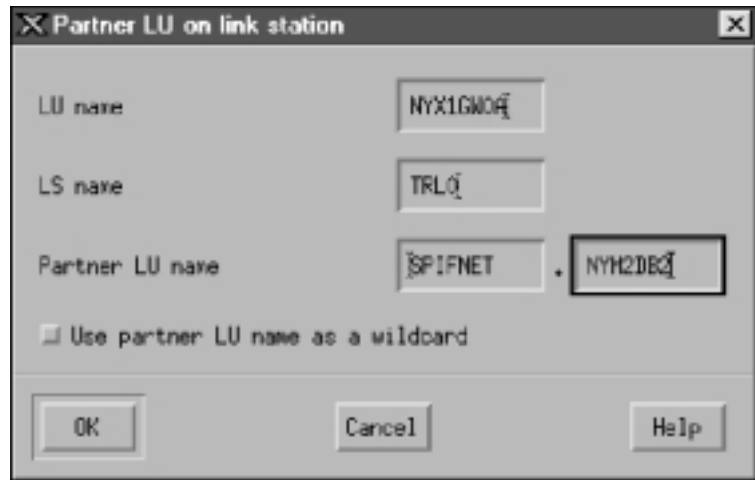 Partner LU on link station
LU name NYX1GW0A
LS name TRL0
Partner LU name SPIFNET . NYM2DB2
Use partner LU name as a wildcard
OK Cancel Help